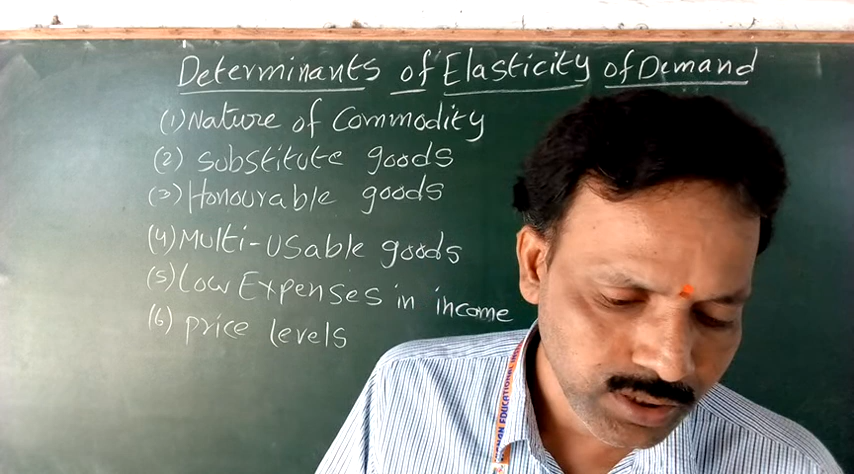 Determinants of Elasticity of Demand
(1) Nature of Commodity
(2) Substitute goods
(3) Honourable goods
(4) Multi-Usable goods
(5) Low Expenses in income
(6) price levels
EDUCATIONAL